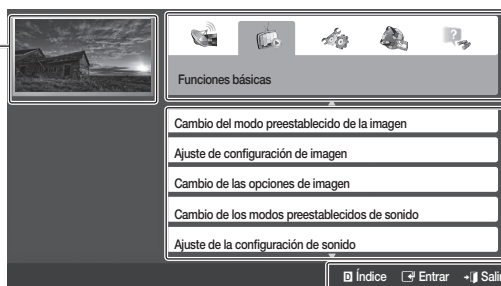 Funciones básicas
Cambio del modo preestablecido de la imagen
Ajuste de configuración de imagen
Cambio de las opciones de imagen
Cambio de los modos preestablecidos de sonido
Ajuste de la configuración de sonido
D Índice Entrar Salir